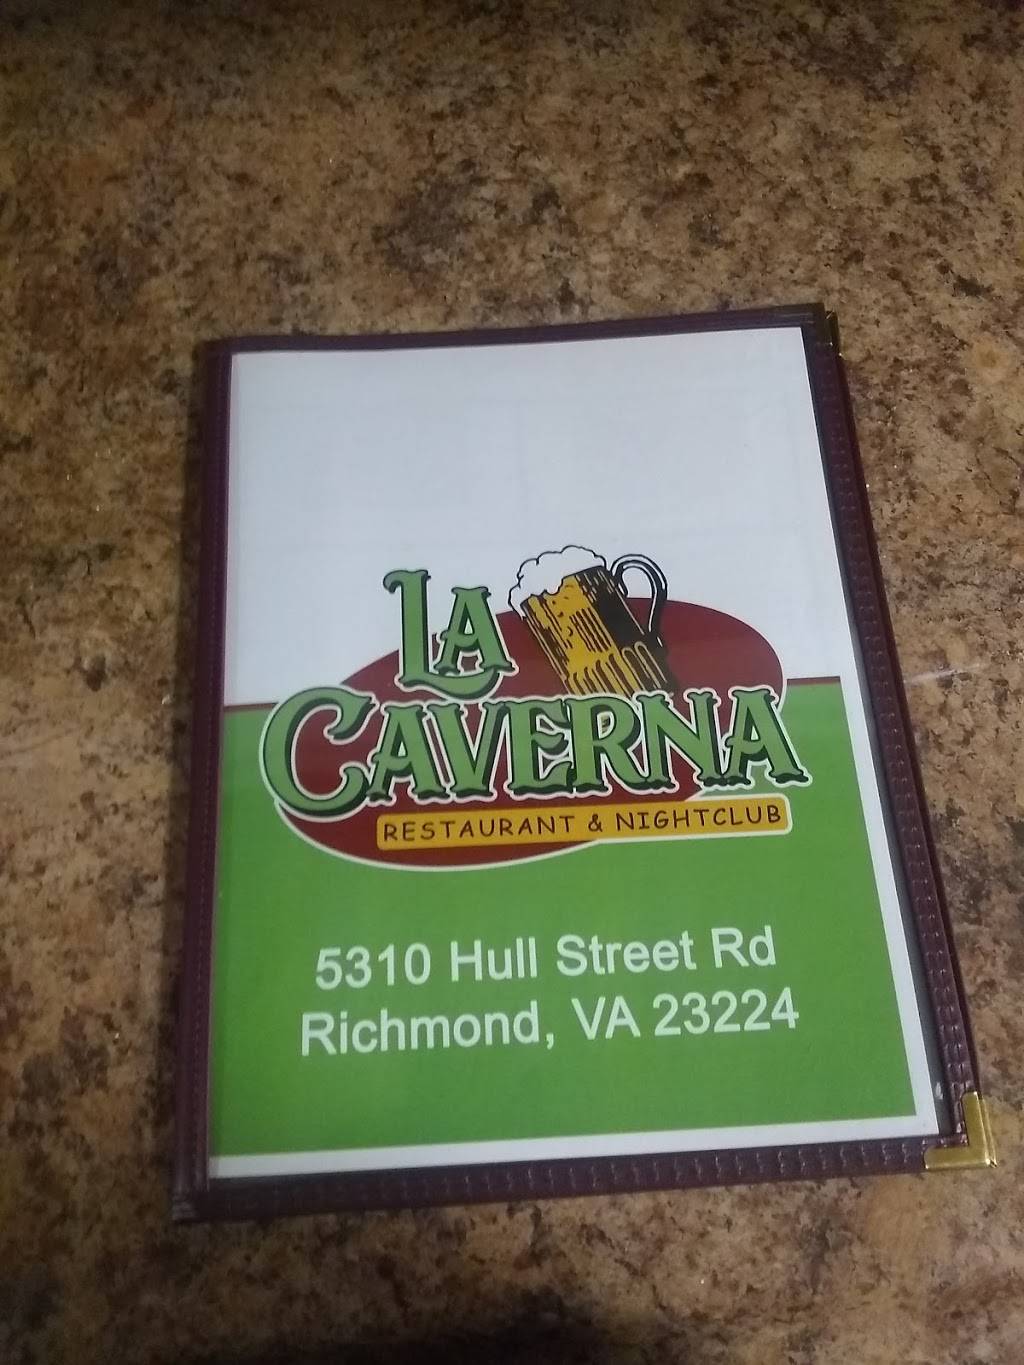 LA
CAVERNA
RESTAURANT & NIGHTCLUB
5310 Hull Street Rd
Richmond, VA 23224